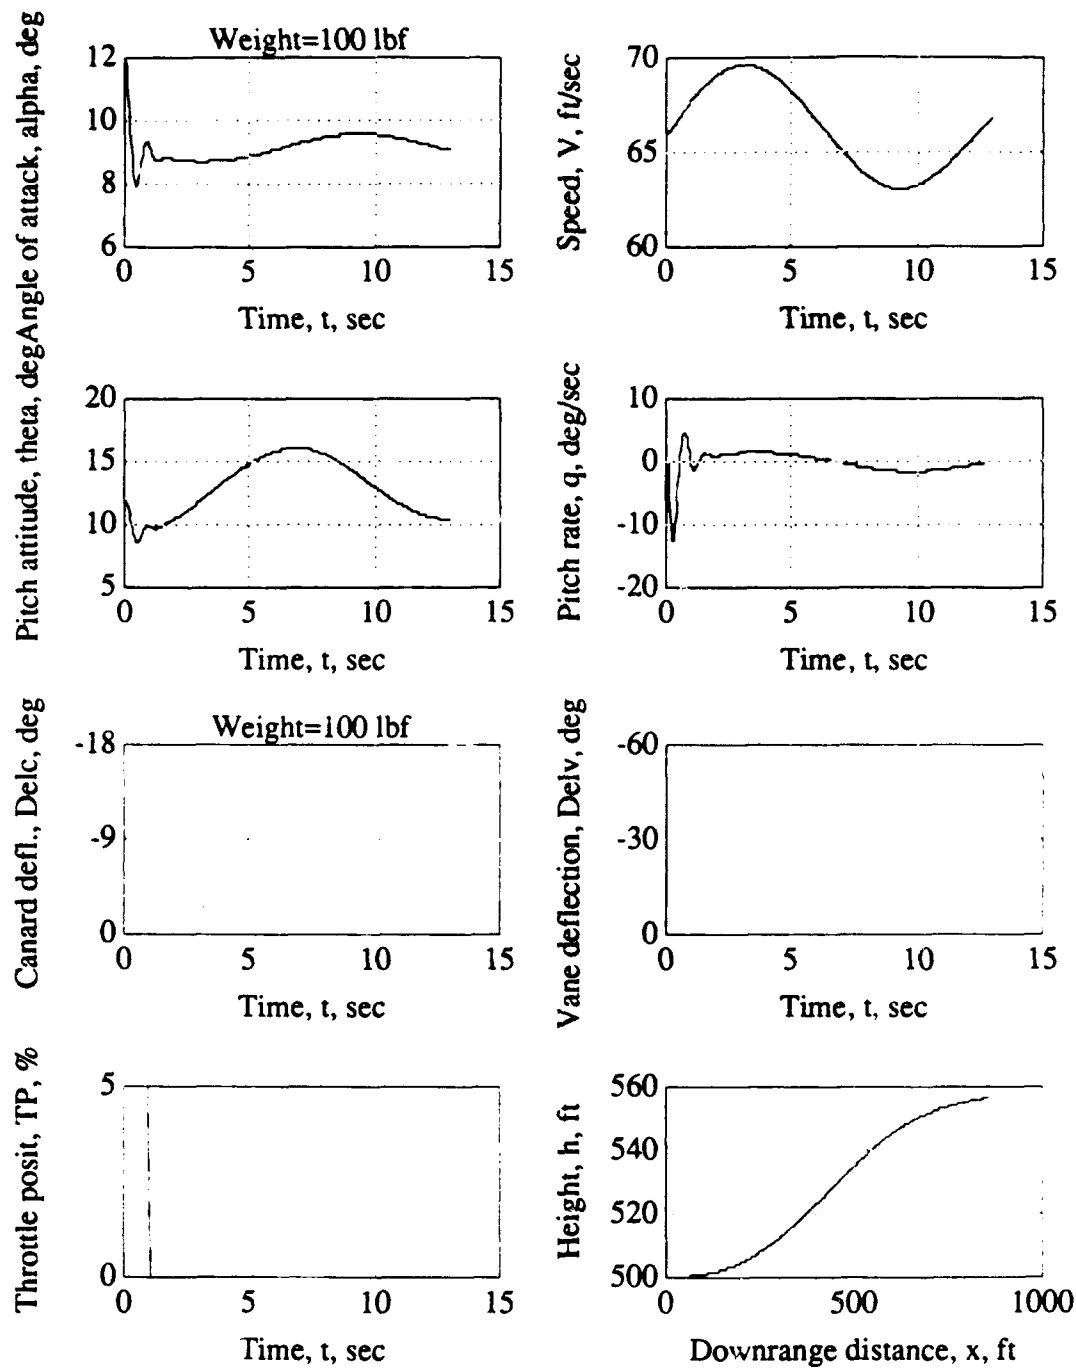 Weight=100 lbf
Angle of attack, alpha, deg
12
10
8
6
0 5 10 15
Time, t, sec
Speed, V, ft/sec
70
65
60
0 5 10 15
Time, t, sec
Pitch attitude, theta, deg
20
15
10
5
0 5 10 15
Time, t, sec
Pitch rate, q, deg/sec
10
0
-10
-20
0 5 10 15
Time, t, sec
Weight=100 lbf
Canard defl., Delc, deg
-18
-9
0
0 5 10 15
Time, t, sec
Vane deflection, Delv, deg
-60
-30
0
0 5 10 15
Time, t, sec
Throttle posit, TP, %
5
0
0 5 10 15
Time, t, sec
Height, h, ft
560
540
520
500
0 500 1000
Downrange distance, x, ft